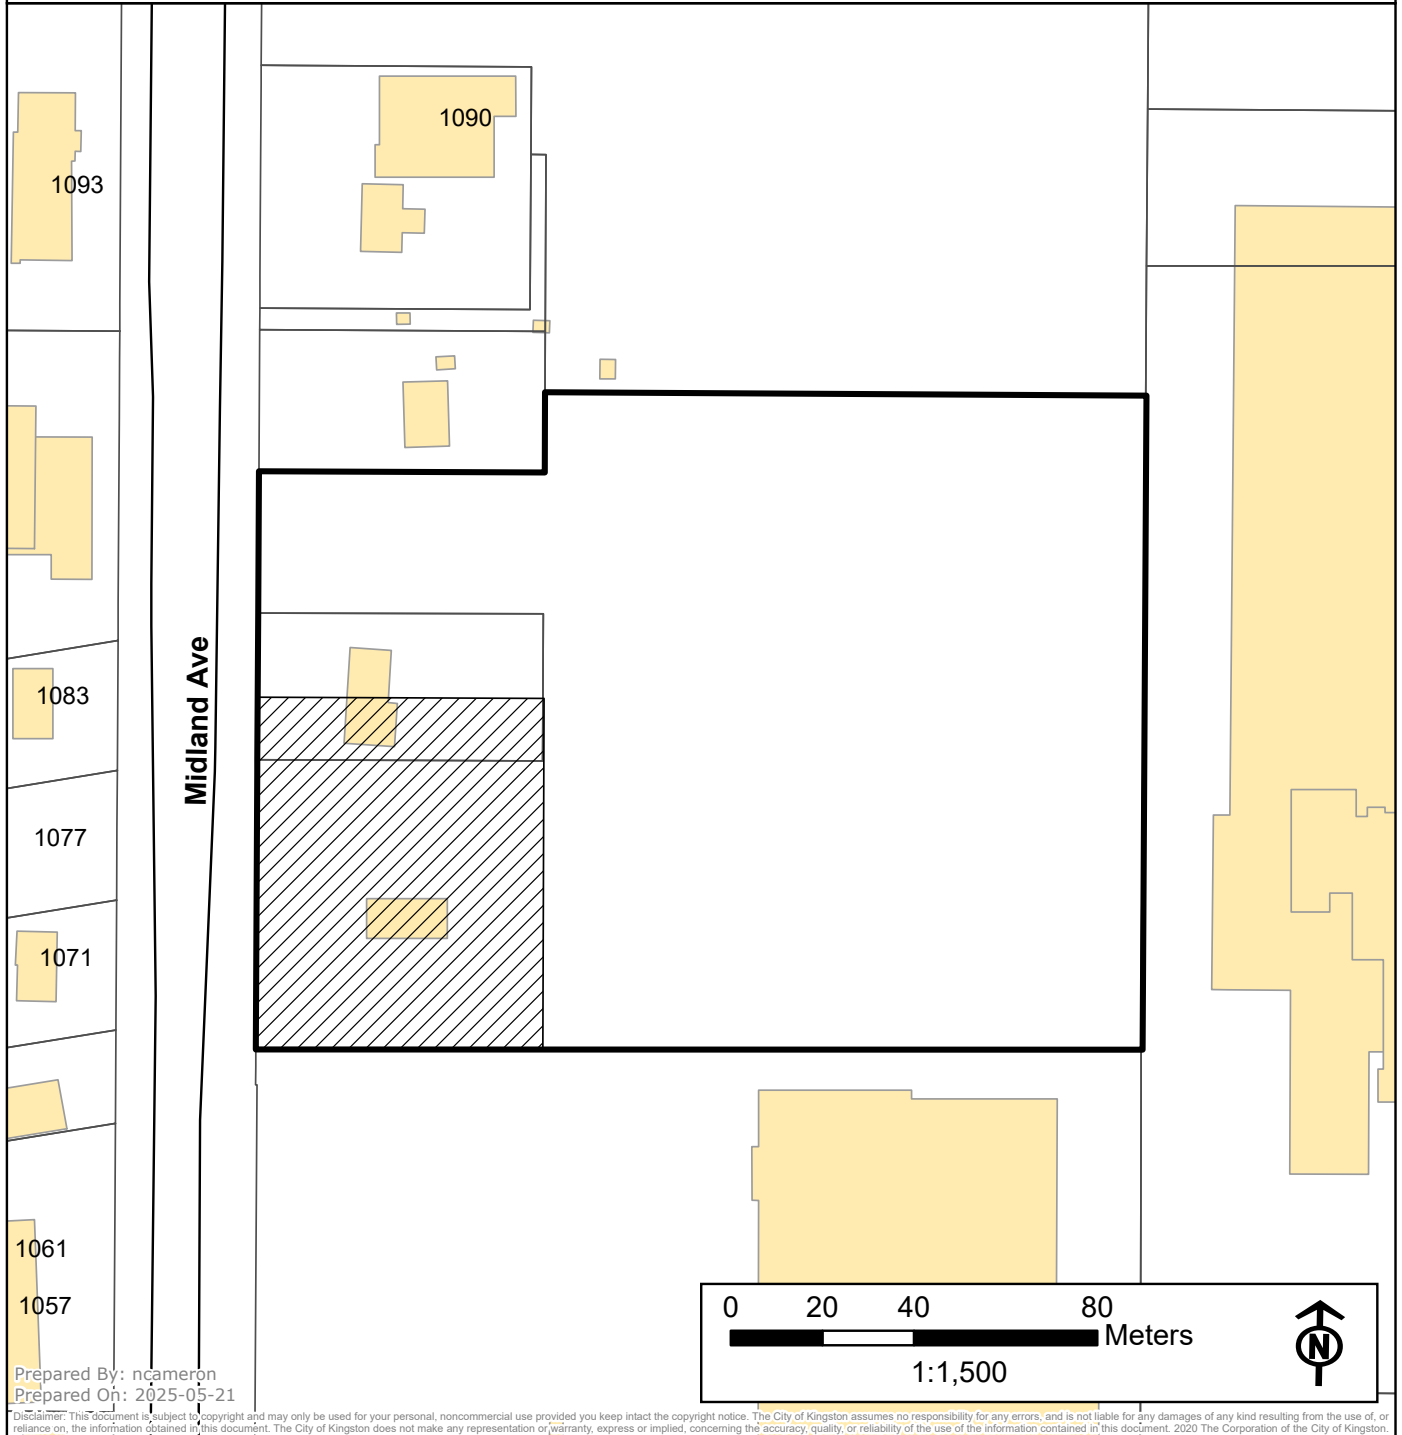 1090
1093
Midland Ave
1083
1077
1071
1061
1057
0 20 40 80
Meters
1:1,500
N
Prepared By: ncameron
Prepared On: 2025-05-21
Disclaimer: This document is subject to copyright and may only be used for your personal, noncommercial use provided you keep intact the copyright notice. The City of Kingston assumes no responsibility for any errors, and is not liable for any damages of any kind resulting from the use of, or
reliance on, the information obtained in this document. The City of Kingston does not make any representation or warranty, express or implied, concerning the accuracy, quality, or reliability of the use of the information contained in this document. 2020 The Corporation of the City of Kingston.